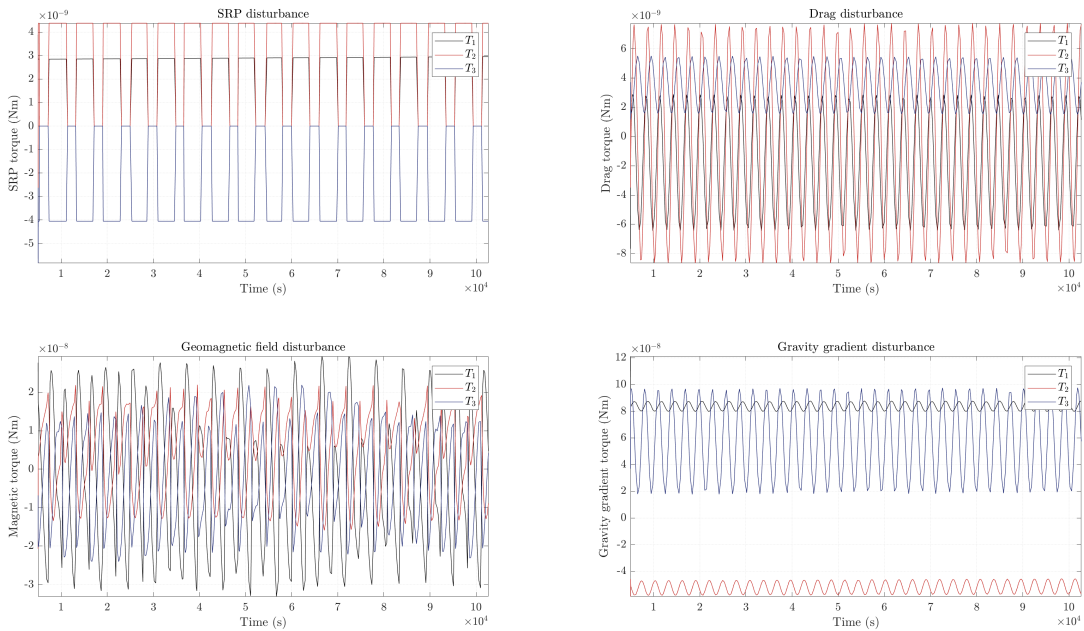 SRP disturbance
×10⁻⁹
4
3
2
1
0
-1
-2
-3
-4
-5
SRP torque (Nm)
T₁
T₂
T₃
1 2 3 4 5 6 7 8 9 10
Time (s)
×10⁴
Drag disturbance
×10⁻⁹
6
4
2
0
-2
-4
-6
-8
Drag torque (Nm)
T₁
T₂
T₃
1 2 3 4 5 6 7 8 9 10
Time (s)
×10⁴
Geomagnetic field disturbance
×10⁻⁸
2
1
0
-1
-2
-3
Magnetic torque (Nm)
T₁
T₂
T₃
1 2 3 4 5 6 7 8 9 10
Time (s)
×10⁴
Gravity gradient disturbance
×10⁻⁸
12
10
8
6
4
2
0
-2
-4
Gravity gradient torque (Nm)
T₁
T₂
T₃
1 2 3 4 5 6 7 8 9 10
Time (s)
×10⁴